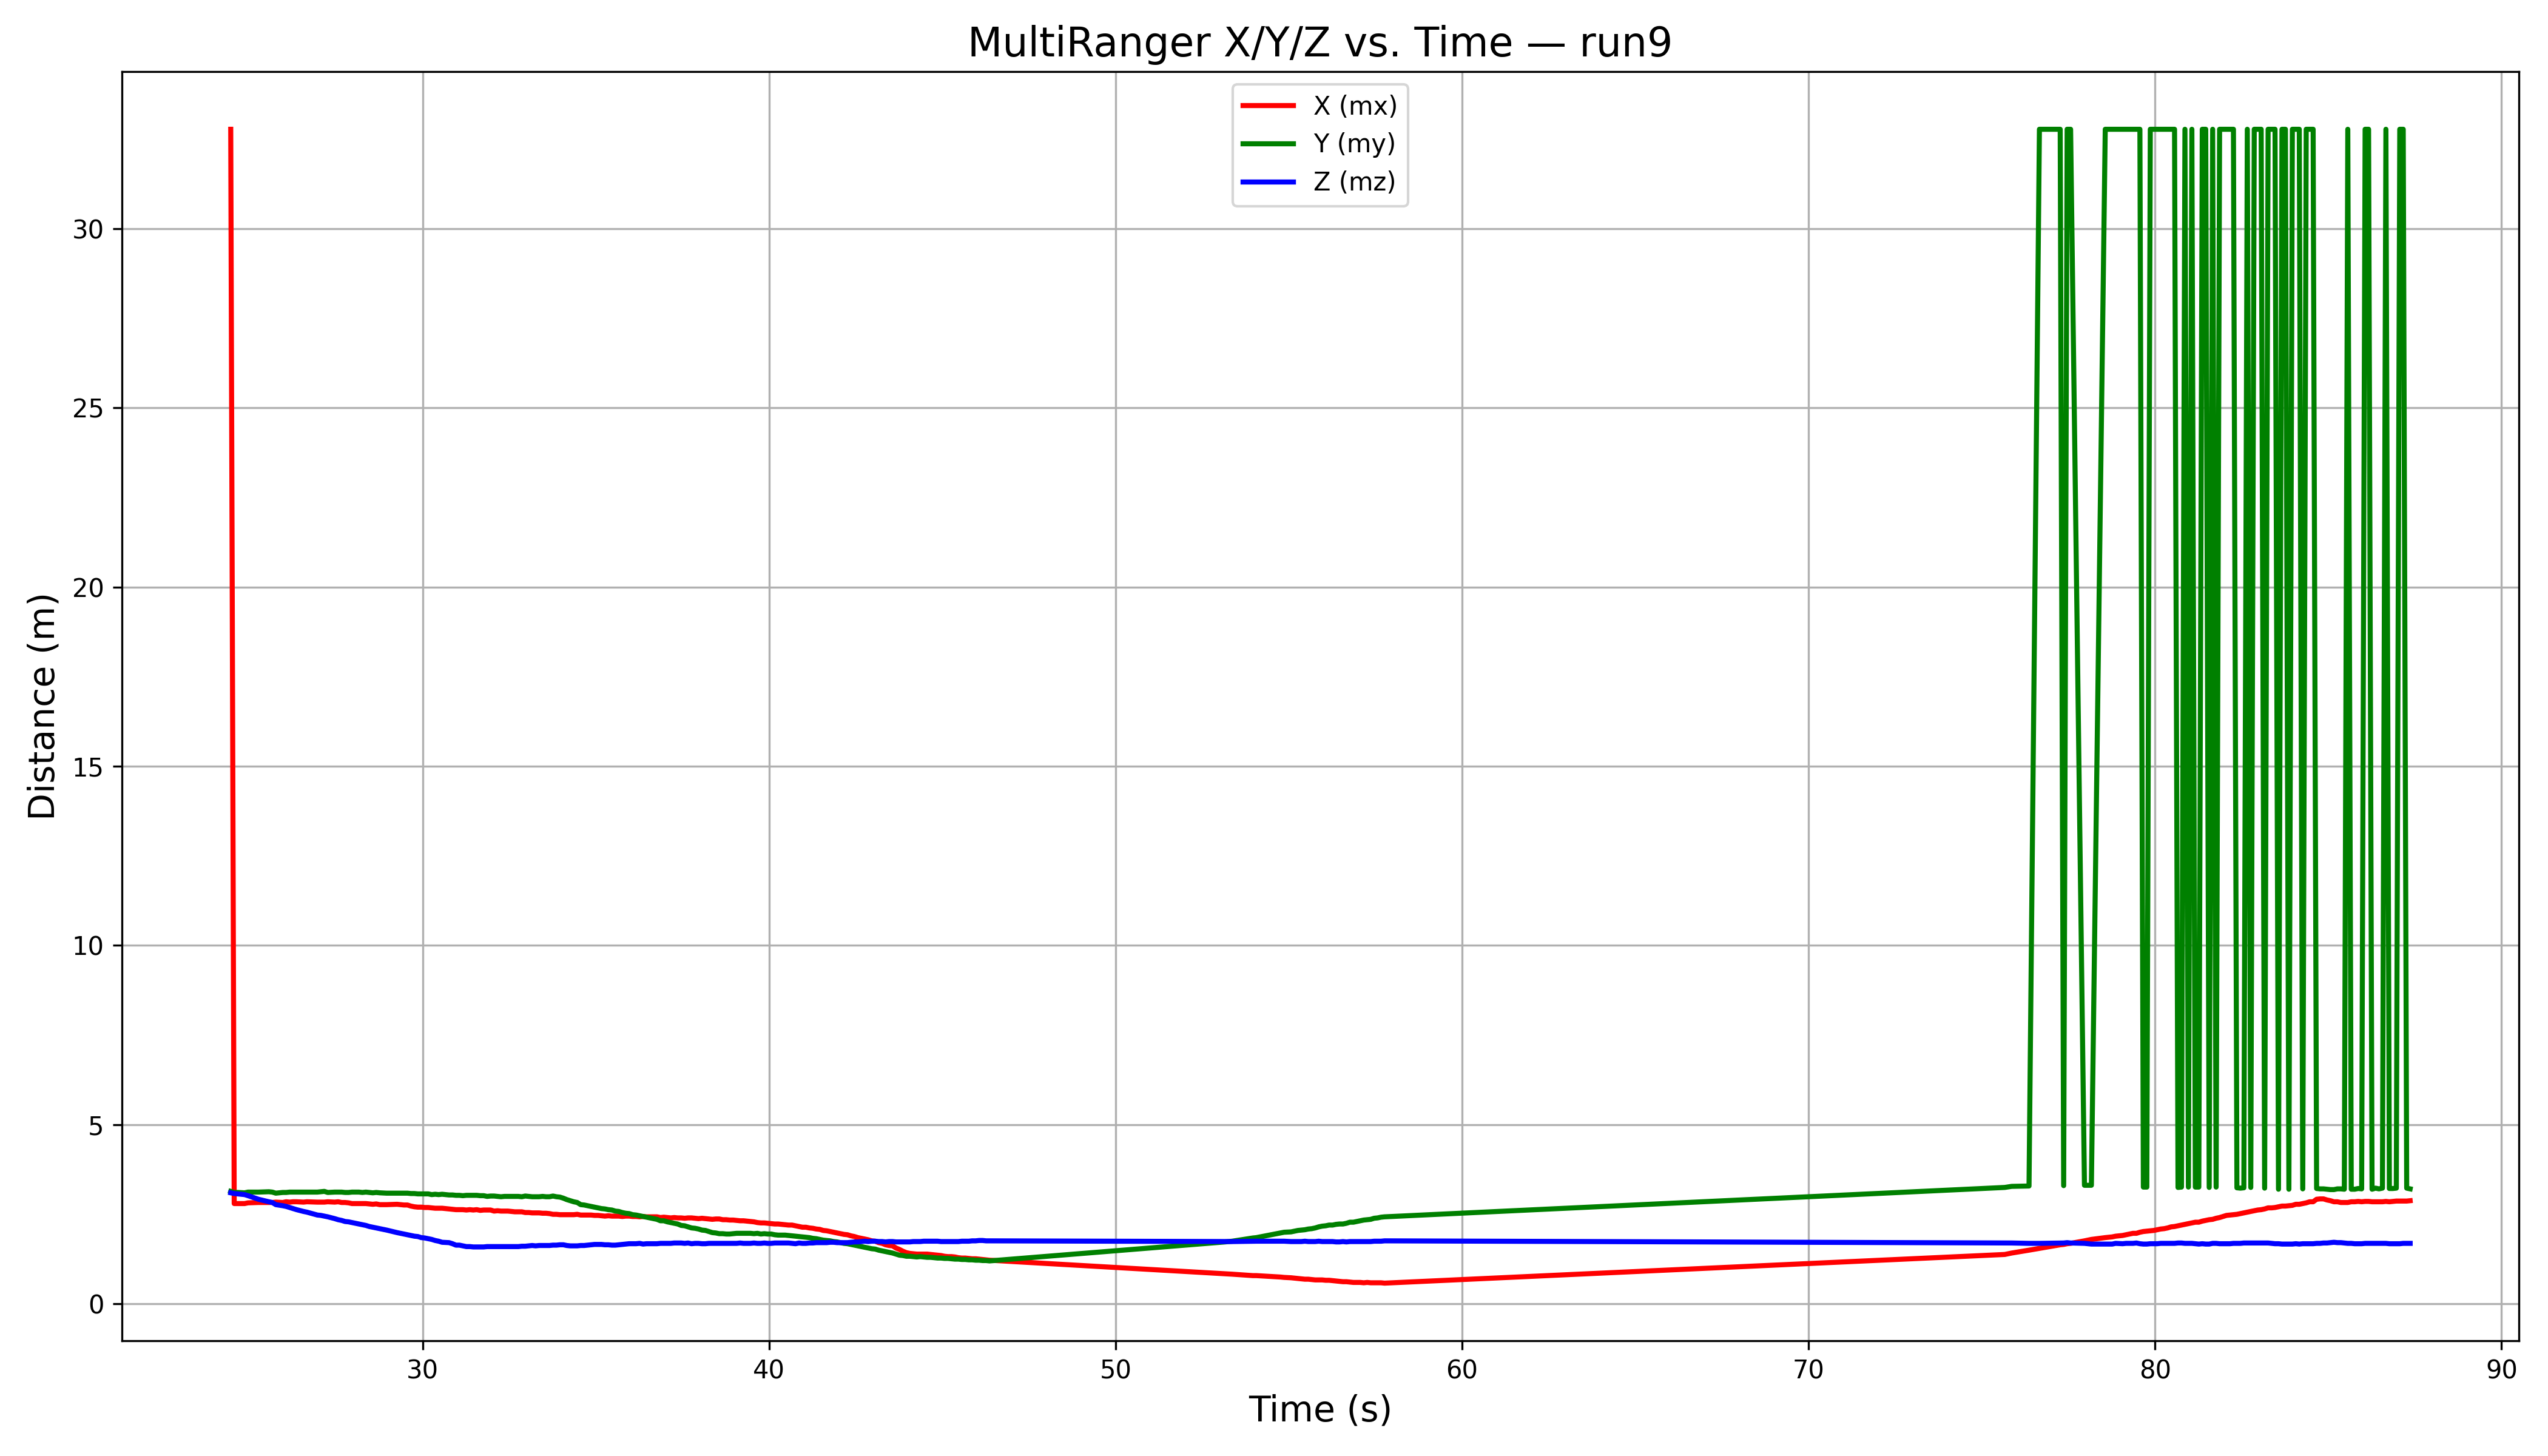 MultiRanger X/Y/Z vs. Time — run9
X (mx)
Y (my)
Z (mz)
Distance (m)
30
25
20
15
10
5
0
30 40 50 60 70 80 90
Time (s)